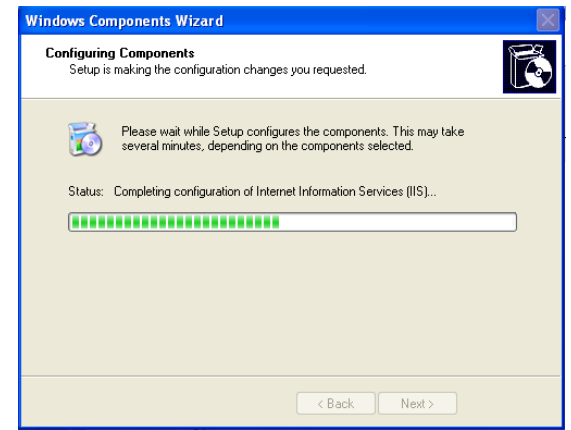 Windows Components Wizard
Configuring Components
Setup is making the configuration changes you requested.
Please wait while Setup configures the components. This may take
several minutes, depending on the components selected.
Status: Completing configuration of Internet Information Services (IIS)...
< Back Next >